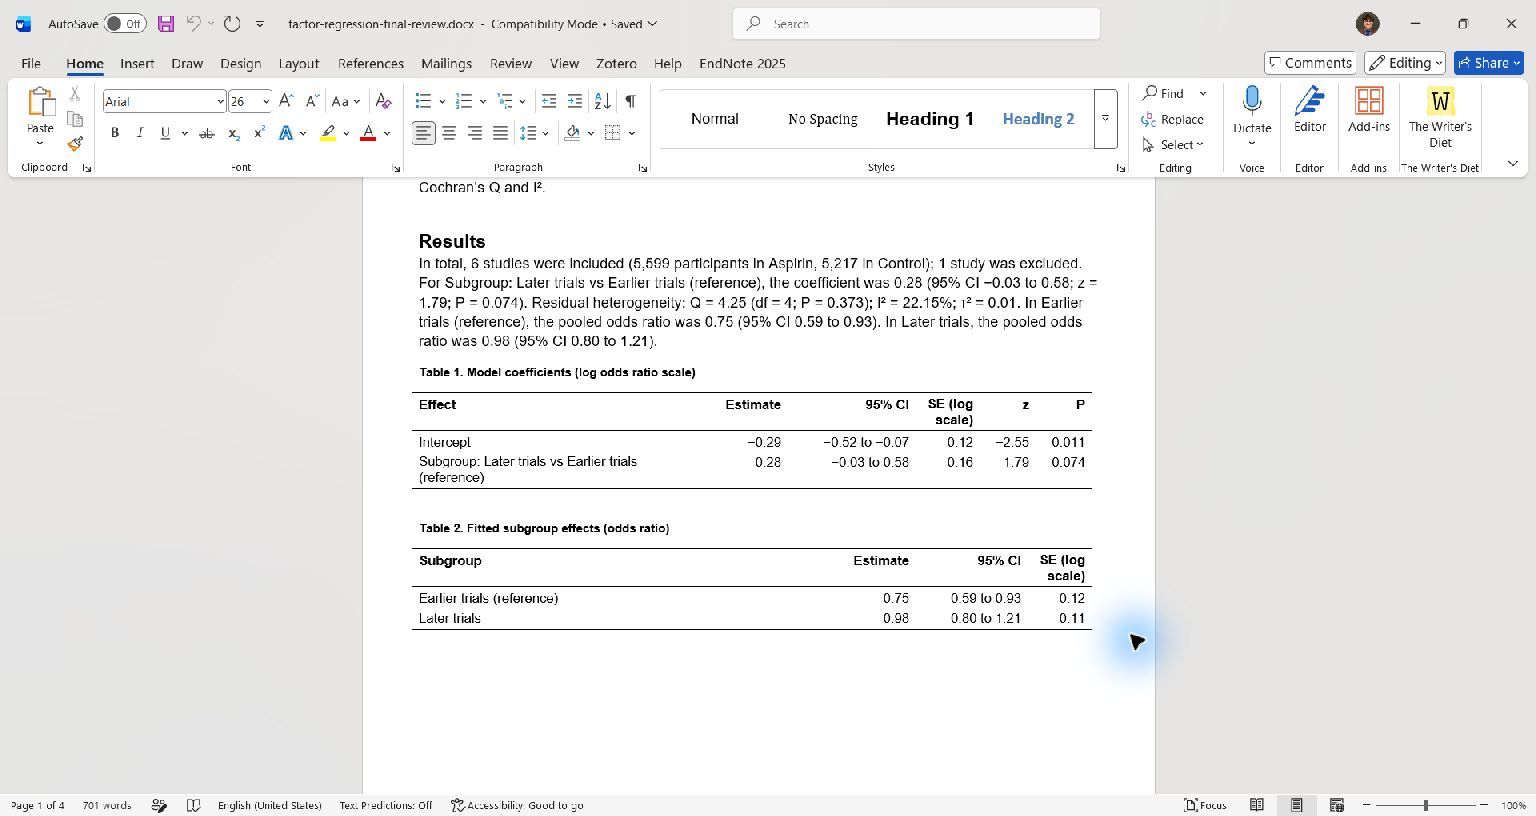 AutoSave Off factor-regression-final-review.docx - Compatibility Mode • Saved Search
File Home Insert Draw Design Layout References Mailings Review View Zotero Help EndNote 2025 Comments Editing Share
Paste
Clipboard
Arial 26
Font
Paragraph
Normal No Spacing Heading 1 Heading 2
Styles
Find
Replace
Select
Editing
Dictate
Voice
Editor
Editor
Add-ins
Add-ins
The Writer's
Diet
The Writer's Diet
Cochran's Q and I².
Results
In total, 6 studies were included (5,599 participants in Aspirin, 5,217 in Control); 1 study was excluded.
For Subgroup: Later trials vs Earlier trials (reference), the coefficient was 0.28 (95% CI −0.03 to 0.58; z =
1.79; P = 0.074). Residual heterogeneity: Q = 4.25 (df = 4; P = 0.373); I² = 22.15%; τ² = 0.01. In Earlier
trials (reference), the pooled odds ratio was 0.75 (95% CI 0.59 to 0.93). In Later trials, the pooled odds
ratio was 0.98 (95% CI 0.80 to 1.21).
Table 1. Model coefficients (log odds ratio scale)
Effect Estimate 95% CI SE (log scale) z P
Intercept −0.29 −0.52 to −0.07 0.12 −2.55 0.011
Subgroup: Later trials vs Earlier trials 0.28 −0.03 to 0.58 0.16 1.79 0.074
(reference)
Table 2. Fitted subgroup effects (odds ratio)
Subgroup Estimate 95% CI SE (log scale)
Earlier trials (reference) 0.75 0.59 to 0.93 0.12
Later trials 0.98 0.80 to 1.21 0.11
Page 1 of 4 701 words English (United States) Text Predictions: Off Accessibility: Good to go Focus 100%